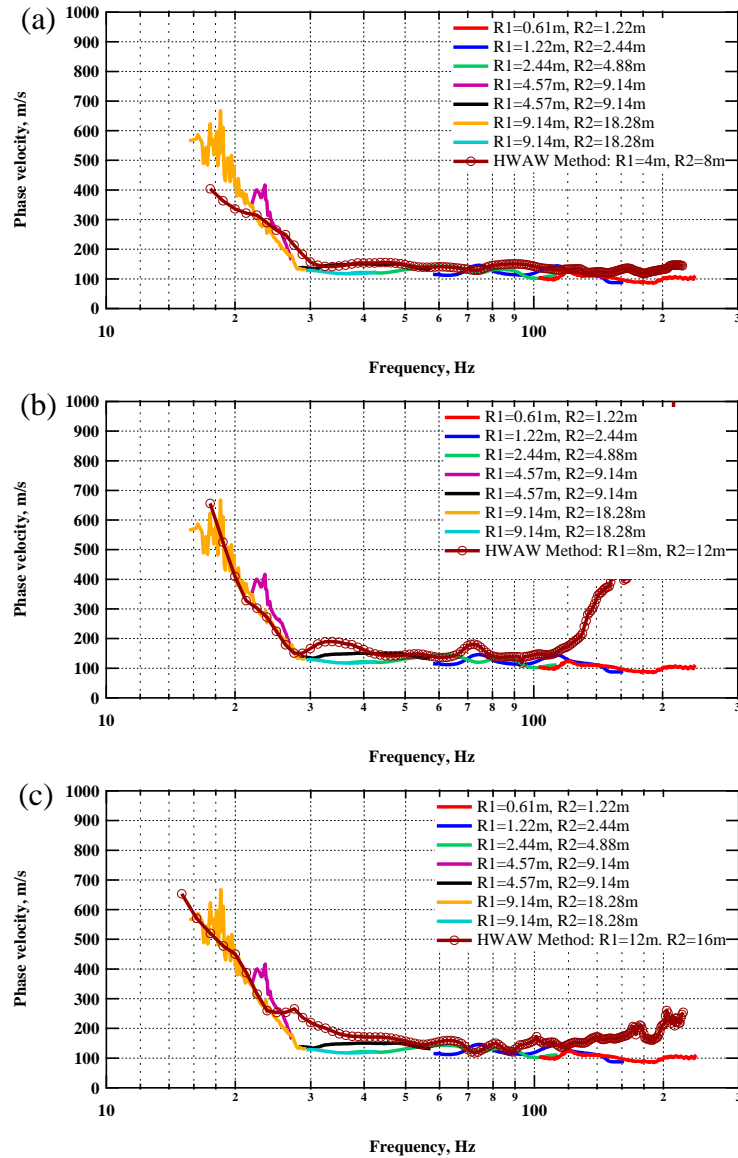 (a)
1000
900
800
700
600
500
400
300
200
100
0
Phase velocity, m/s
R1=0.61m, R2=1.22m
R1=1.22m, R2=2.44m
R1=2.44m, R2=4.88m
R1=4.57m, R2=9.14m
R1=4.57m, R2=9.14m
R1=9.14m, R2=18.28m
R1=9.14m, R2=18.28m
HWAW Method: R1=4m, R2=8m
10 2 3 4 5 6 7 8 9 100 2 3
Frequency, Hz
(b)
1000
900
800
700
600
500
400
300
200
100
0
Phase velocity, m/s
R1=0.61m, R2=1.22m
R1=1.22m, R2=2.44m
R1=2.44m, R2=4.88m
R1=4.57m, R2=9.14m
R1=4.57m, R2=9.14m
R1=9.14m, R2=18.28m
R1=9.14m, R2=18.28m
HWAW Method: R1=8m, R2=12m
10 2 3 4 5 6 7 8 9 100 2 3
Frequency, Hz
(c)
1000
900
800
700
600
500
400
300
200
100
0
Phase velocity, m/s
R1=0.61m, R2=1.22m
R1=1.22m, R2=2.44m
R1=2.44m, R2=4.88m
R1=4.57m, R2=9.14m
R1=4.57m, R2=9.14m
R1=9.14m, R2=18.28m
R1=9.14m, R2=18.28m
HWAW Method: R1=12m. R2=16m
10 2 3 4 5 6 7 8 9 100 2 3
Frequency, Hz